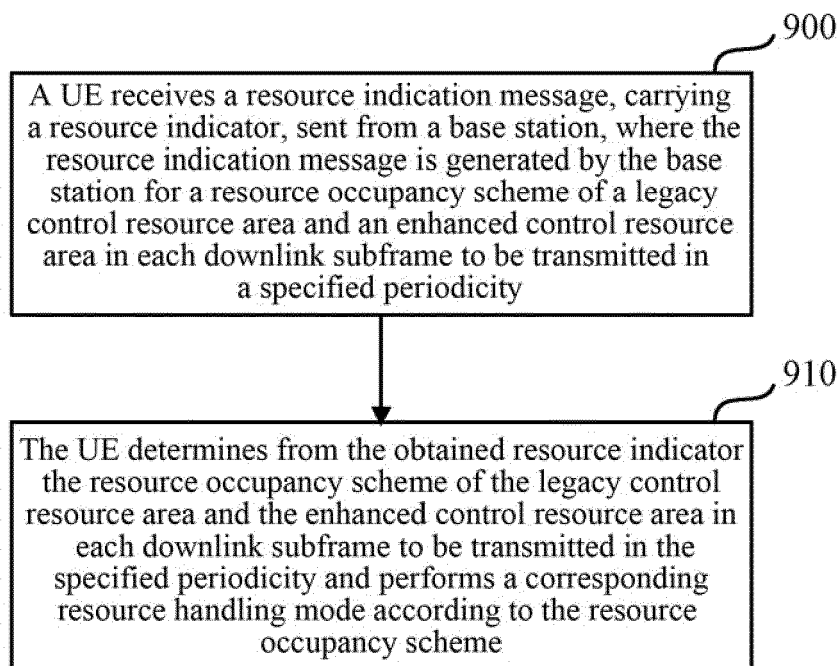 900
A UE receives a resource indication message, carrying
a resource indicator, sent from a base station, where the
resource indication message is generated by the base
station for a resource occupancy scheme of a legacy
control resource area and an enhanced control resource
area in each downlink subframe to be transmitted in
a specified periodicity
910
The UE determines from the obtained resource indicator
the resource occupancy scheme of the legacy control
resource area and the enhanced control resource area in
each downlink subframe to be transmitted in the
specified periodicity and performs a corresponding
resource handling mode according to the resource
occupancy scheme